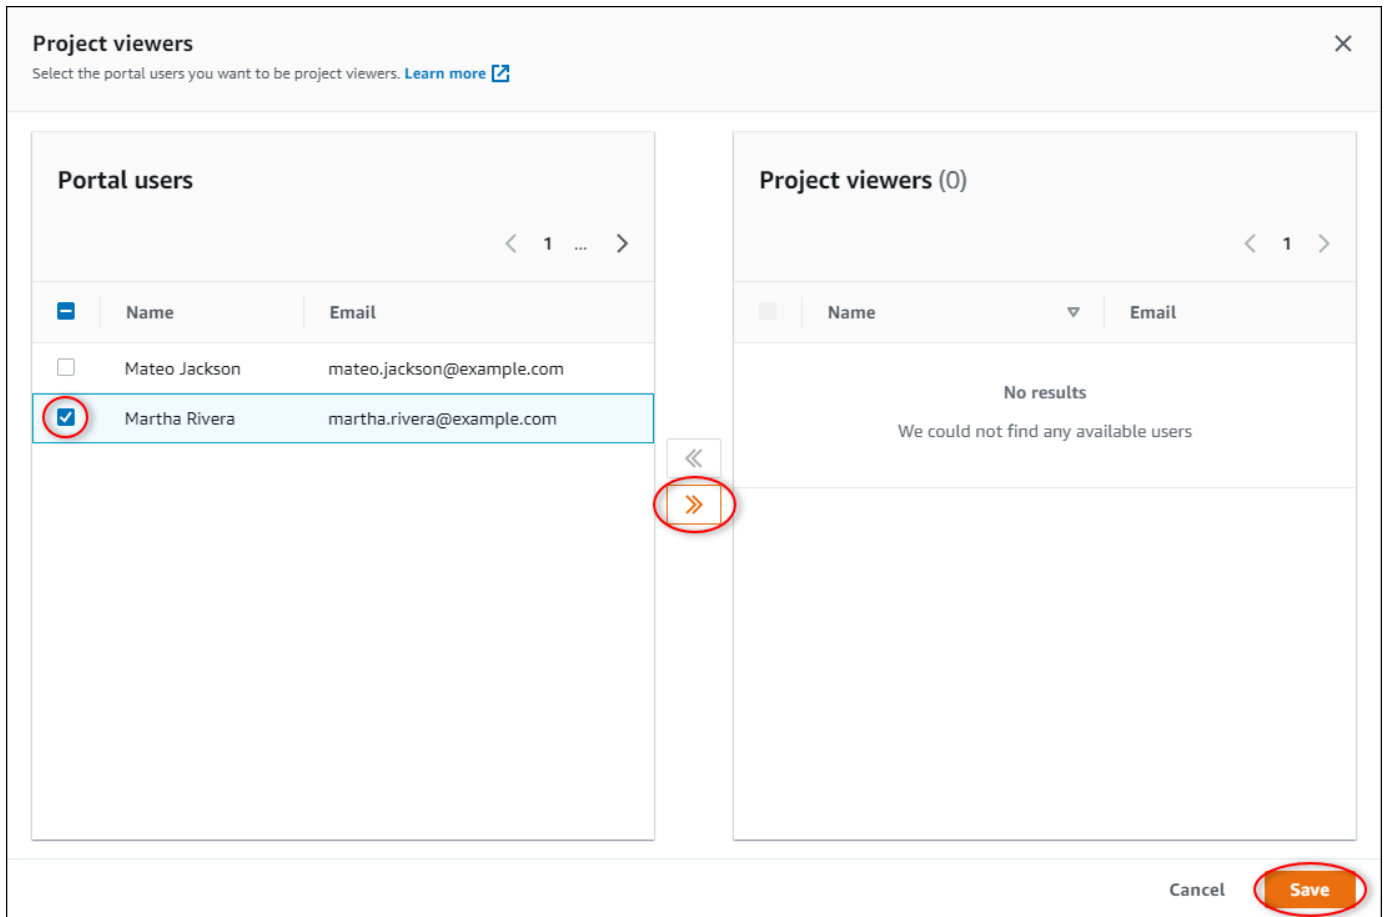 Project viewers
Select the portal users you want to be project viewers. Learn more
Portal users
1 ...
Name Email
Mateo Jackson mateo.jackson@example.com
Martha Rivera martha.rivera@example.com
Project viewers (0)
1
Name Email
No results
We could not find any available users
Cancel Save